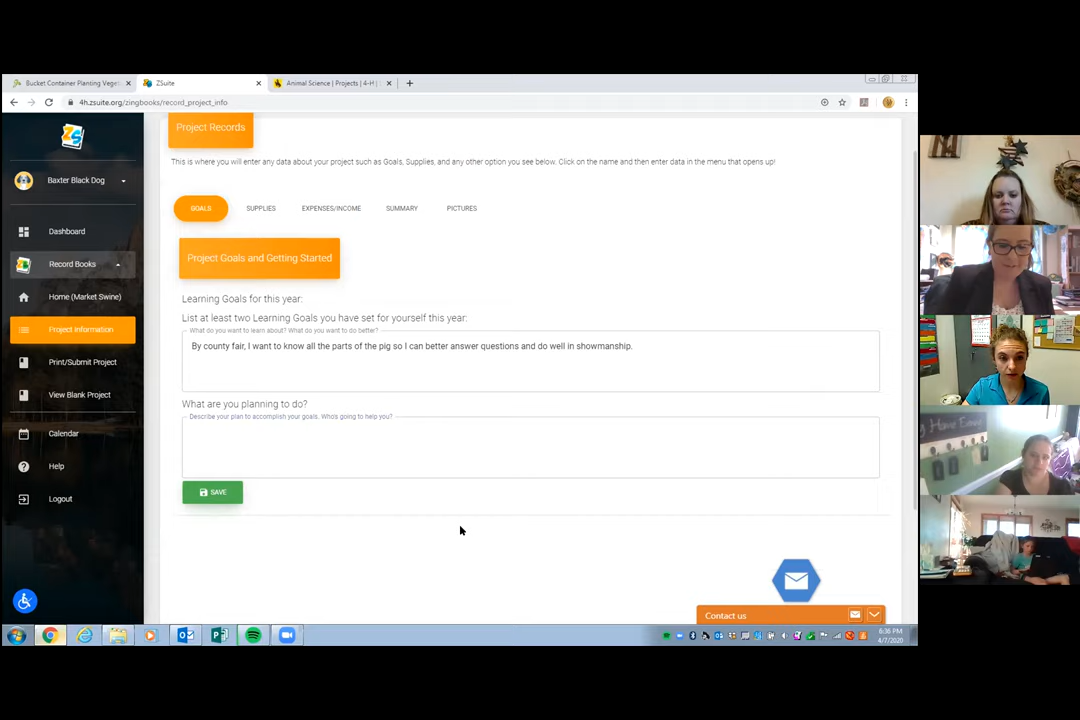 Bucket Container Planting Veget
ZSuite
Animal Science | Projects | 4-H |
4h.zsuite.org/zingbooks/record_project_info
Project Records
This is where you will enter any data about your project such as Goals, Supplies, and any other option you see below. Click on the name and then enter data in the menu that opens up!
Baxter Black Dog
GOALS
SUPPLIES
EXPENSES/INCOME
SUMMARY
PICTURES
Dashboard
Record Books
Home (Market Swine)
Project Information
Print/Submit Project
View Blank Project
Calendar
Help
Logout
Project Goals and Getting Started
Learning Goals for this year:
List at least two Learning Goals you have set for yourself this year:
What do you want to learn about? What do you want to do better?
By county fair, I want to know all the parts of the pig so I can better answer questions and do well in showmanship.
What are you planning to do?
Describe your plan to accomplish your goals. Who's going to help you?
SAVE
Contact us
6:36 PM
4/7/2020